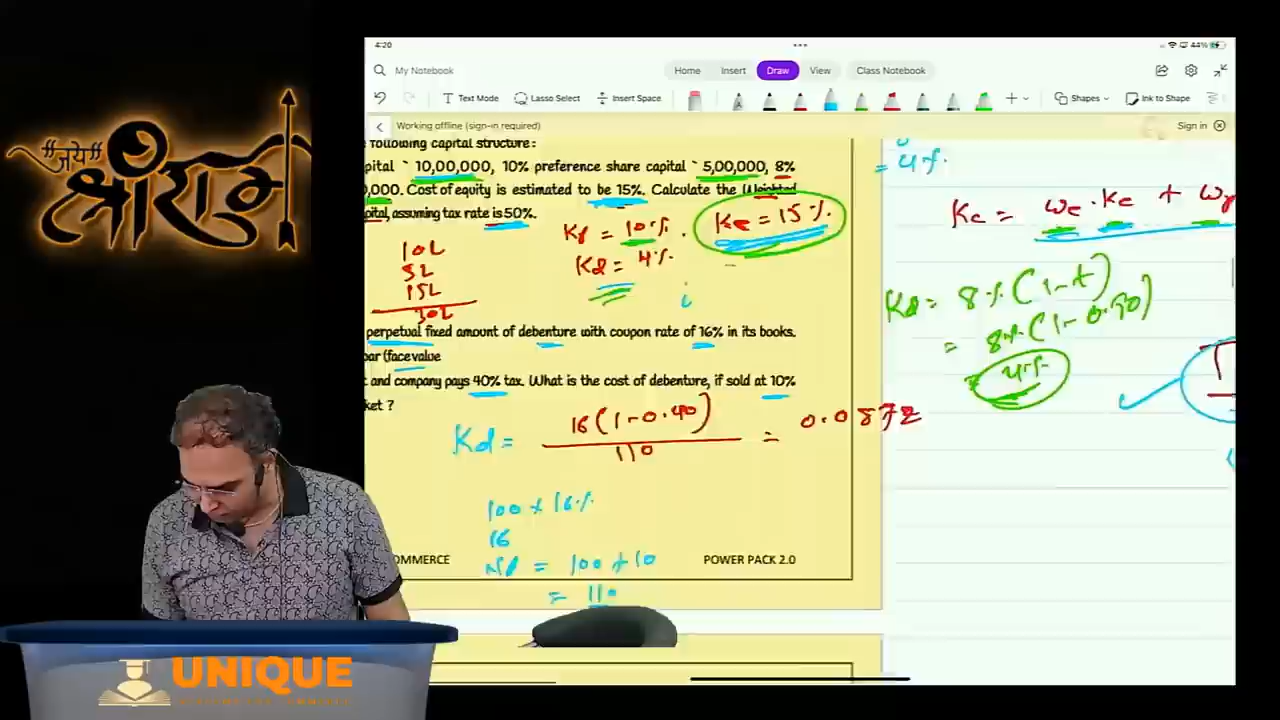 "जय"
श्रीराम
4:20
44%
My Notebook
Home Insert Draw View Class Notebook
Text Mode Lasso Select Insert Space Shapes Ink to Shape
Working offline (sign-in required) Sign in
following capital structure:
pital ` 10,00,000, 10% preference share capital ` 5,00,000, 8%
0,000. Cost of equity is estimated to be 15%. Calculate the Weighted
pital, assuming tax rate is 50%.
10L
5L
15L
30L
Kp = 10%.
Kd = 4%.
Ke = 15%.
i
perpetual fixed amount of debenture with coupon rate of 16% in its books.
par (face value
t and company pays 40% tax. What is the cost of debenture, if sold at 10%
ket ?
Kd = 16(1-0.40) / 110 = 0.0872
100 × 16%
16
NP = 100 + 10
= 110
OMMERCE POWER PACK 2.0
= 4%.
Kc = We.Ke + Wp
Kd = 8%(1-t)
= 8%(1-0.50)
4%.
UNIQUE